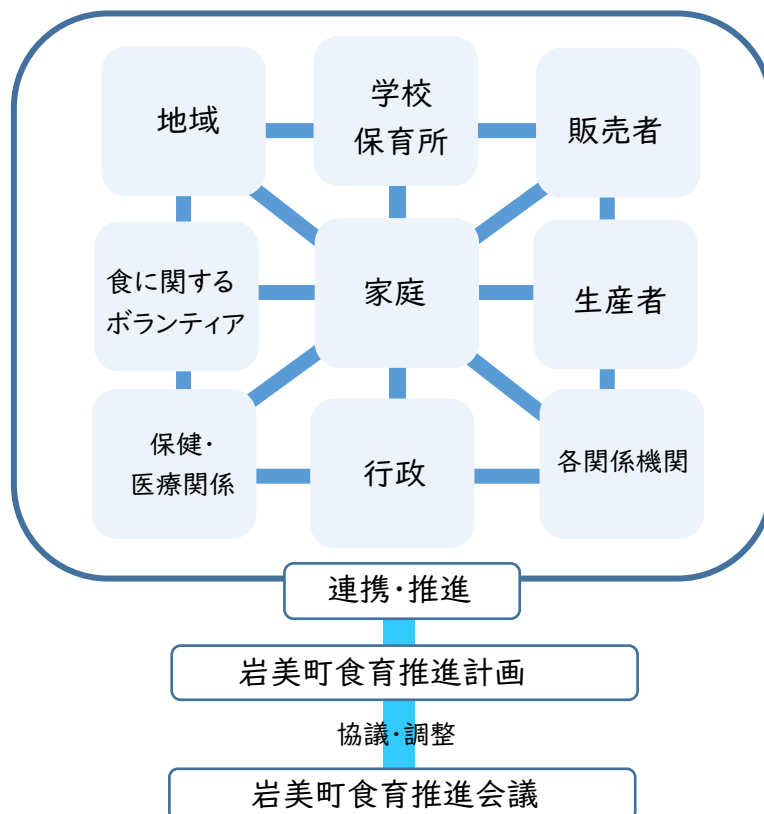 地域
学校
保育所
販売者
食に関する
ボランティア
家庭
生産者
保健・
医療関係
行政
各関係機関
連携・推進
岩美町食育推進計画
協議・調整
岩美町食育推進会議